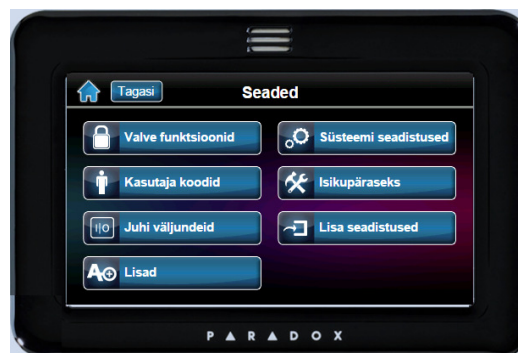 Tagasi
Seaded
Valve funktsioonid
Süsteemi seadistused
Kasutaja koodid
Isikupäraseks
I|O
Juhi väljundeid
Lisa seadistused
A
Lisad
PARADOX